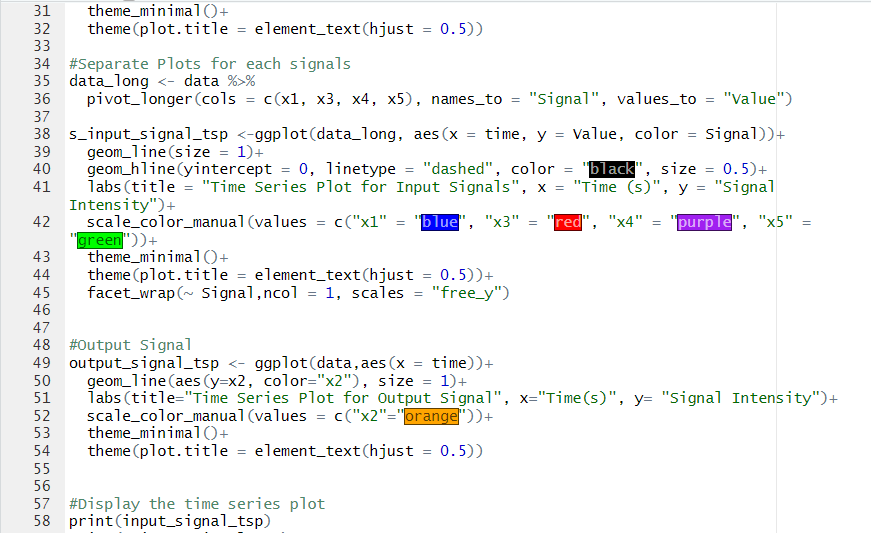 31 theme_minimal()+
32 theme(plot.title = element_text(hjust = 0.5))
33
34 #Separate Plots for each signals
35 data_long <- data %>%
36 pivot_longer(cols = c(x1, x3, x4, x5), names_to = "Signal", values_to = "Value")
37
38 s_input_signal_tsp <-ggplot(data_long, aes(x = time, y = Value, color = Signal))+
39 geom_line(size = 1)+
40 geom_hline(yintercept = 0, linetype = "dashed", color = "black", size = 0.5)+
41 labs(title = "Time Series Plot for Input Signals", x = "Time (s)", y = "Signal
Intensity")+
42 scale_color_manual(values = c("x1" = "blue", "x3" = "red", "x4" = "purple", "x5" =
"green"))+
43 theme_minimal()+
44 theme(plot.title = element_text(hjust = 0.5))+
45 facet_wrap(~ Signal,ncol = 1, scales = "free_y")
46
47
48 #Output Signal
49 output_signal_tsp <- ggplot(data,aes(x = time))+
50 geom_line(aes(y=x2, color="x2"), size = 1)+
51 labs(title="Time Series Plot for Output Signal", x="Time(s)", y= "Signal Intensity")+
52 scale_color_manual(values = c("x2"="orange"))+
53 theme_minimal()+
54 theme(plot.title = element_text(hjust = 0.5))
55
56
57 #Display the time series plot
58 print(input_signal_tsp)